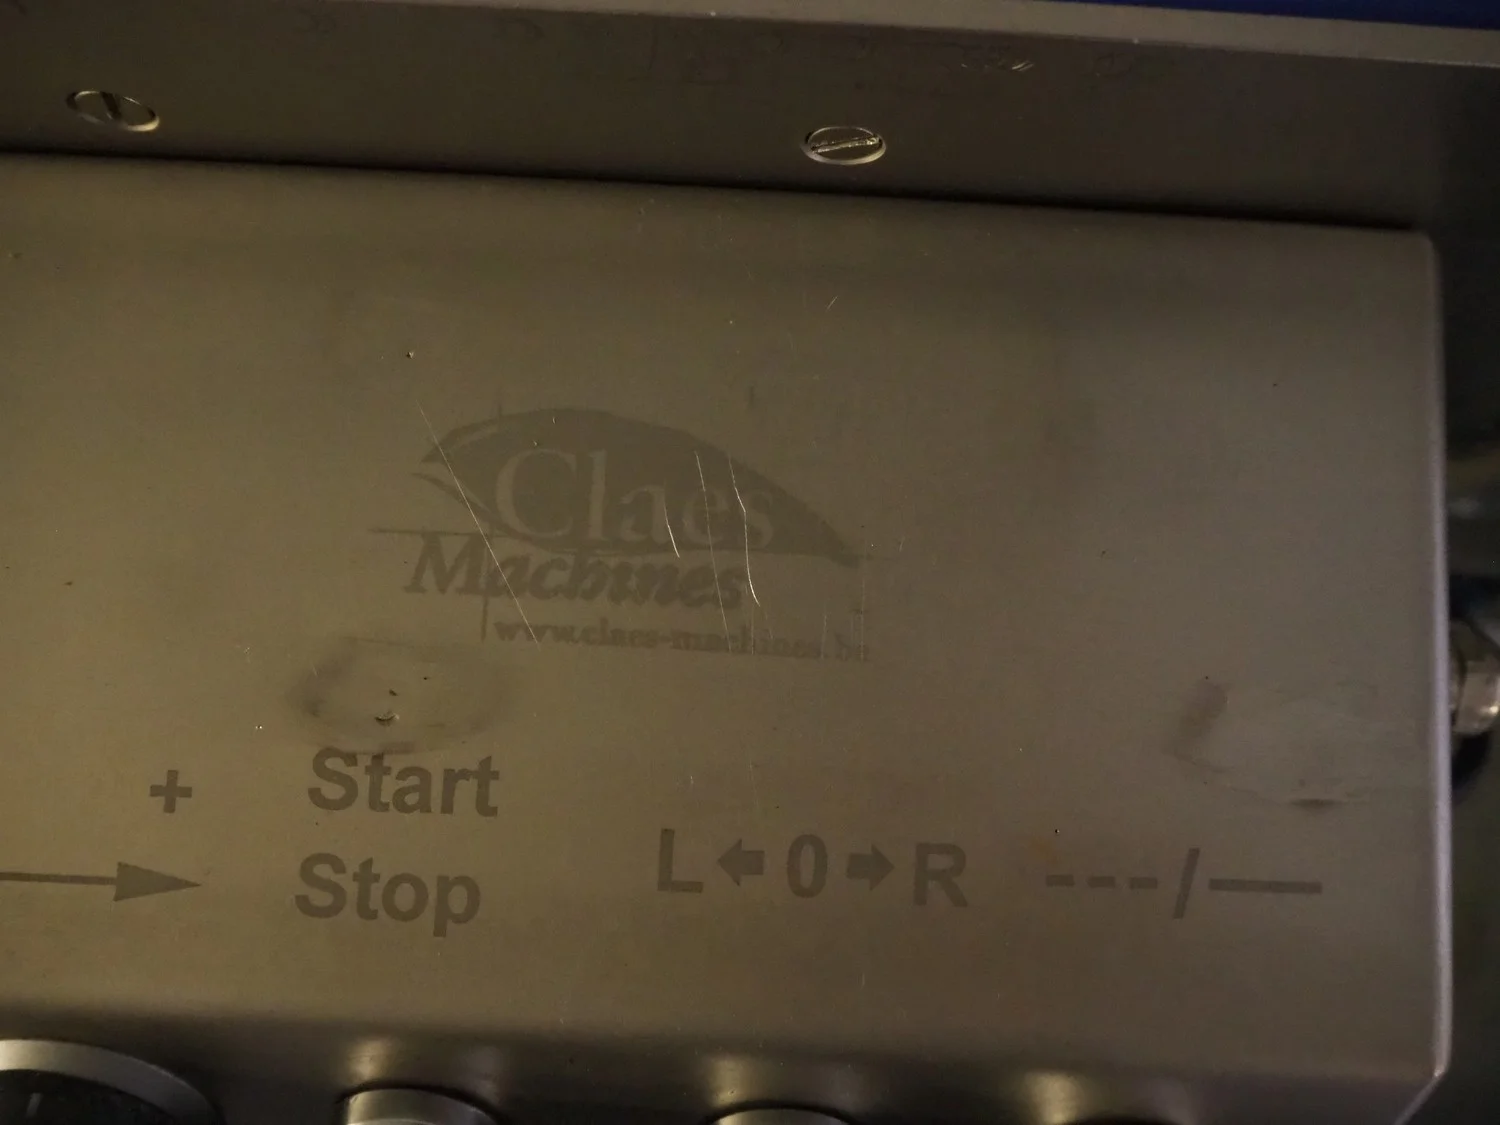 Claes
Machines
www.claes-machines.be
+ Start
Stop
L 0 R ---/—